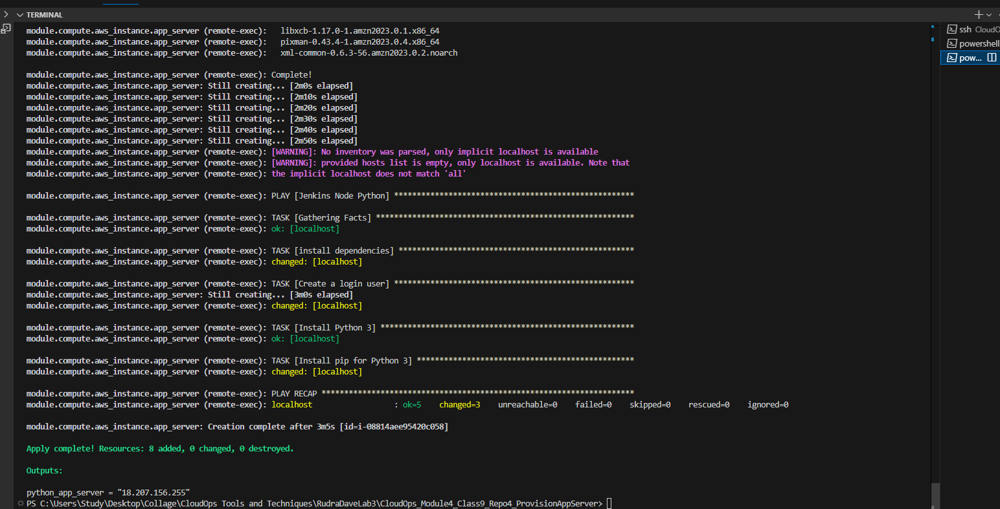 TERMINAL
module.compute.aws_instance.app_server (remote-exec):   libxcb-1.17.0-1.amzn2023.0.1.x86_64
module.compute.aws_instance.app_server (remote-exec):   pixman-0.43.4-1.amzn2023.0.4.x86_64
module.compute.aws_instance.app_server (remote-exec):   xml-common-0.6.3-56.amzn2023.0.2.noarch
module.compute.aws_instance.app_server (remote-exec): Complete!
module.compute.aws_instance.app_server: Still creating... [2m0s elapsed]
module.compute.aws_instance.app_server: Still creating... [2m10s elapsed]
module.compute.aws_instance.app_server: Still creating... [2m20s elapsed]
module.compute.aws_instance.app_server: Still creating... [2m30s elapsed]
module.compute.aws_instance.app_server: Still creating... [2m40s elapsed]
module.compute.aws_instance.app_server: Still creating... [2m50s elapsed]
module.compute.aws_instance.app_server (remote-exec): [WARNING]: No inventory was parsed, only implicit localhost is available
module.compute.aws_instance.app_server (remote-exec): [WARNING]: provided hosts list is empty, only localhost is available. Note that
module.compute.aws_instance.app_server (remote-exec): the implicit localhost does not match 'all'
module.compute.aws_instance.app_server (remote-exec): PLAY [Jenkins Node Python] *****************************************************
module.compute.aws_instance.app_server (remote-exec): TASK [Gathering Facts] *********************************************************
module.compute.aws_instance.app_server (remote-exec): ok: [localhost]
module.compute.aws_instance.app_server (remote-exec): TASK [install dependencies] ****************************************************
module.compute.aws_instance.app_server (remote-exec): changed: [localhost]
module.compute.aws_instance.app_server (remote-exec): TASK [Create a login user] *****************************************************
module.compute.aws_instance.app_server: Still creating... [3m0s elapsed]
module.compute.aws_instance.app_server (remote-exec): changed: [localhost]
module.compute.aws_instance.app_server (remote-exec): TASK [Install Python 3] ********************************************************
module.compute.aws_instance.app_server (remote-exec): ok: [localhost]
module.compute.aws_instance.app_server (remote-exec): TASK [Install pip for Python 3] ************************************************
module.compute.aws_instance.app_server (remote-exec): changed: [localhost]
module.compute.aws_instance.app_server (remote-exec): PLAY RECAP *********************************************************************
module.compute.aws_instance.app_server (remote-exec): localhost                  : ok=5    changed=3    unreachable=0    failed=0    skipped=0    rescued=0    ignored=0
module.compute.aws_instance.app_server: Creation complete after 3m5s [id=i-08814aee95420c058]
Apply complete! Resources: 8 added, 0 changed, 0 destroyed.
Outputs:
python_app_server = "18.207.156.255"
PS C:\Users\Study\Desktop\Collage\CloudOps Tools and Techniques\RudraDaveLab3\CloudOps_Module4_Class9_Repo4_ProvisionAppServer>
ssh CloudO
powershell
pow...